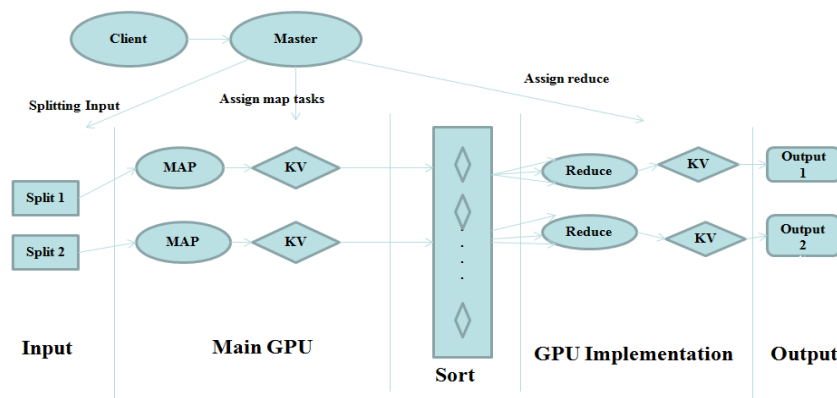 Client
Master
Assign reduce
Splitting Input
Assign map tasks
MAP
KV
Reduce
KV
Output
1
Split 1
Split 2
MAP
KV
Reduce
KV
Output
2
Input
Main GPU
Sort
GPU Implementation
Output